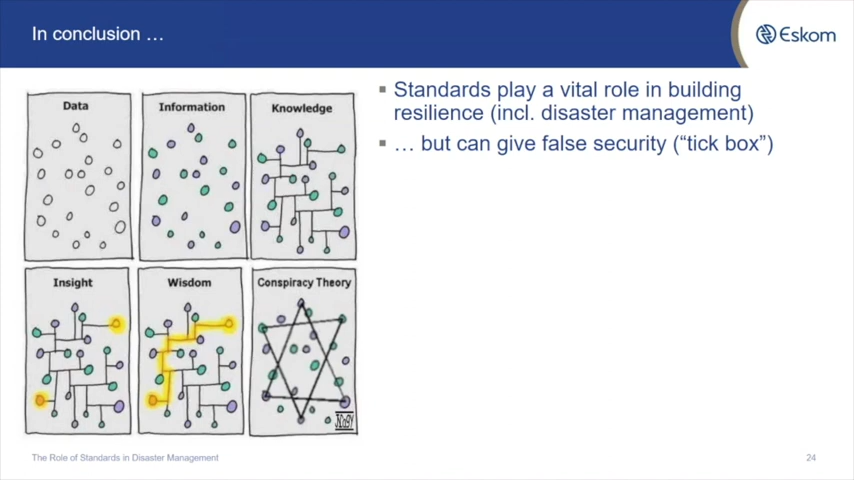 In conclusion …
Eskom
Data
Information
Knowledge
Insight
Wisdom
Conspiracy Theory
Standards play a vital role in building
resilience (incl. disaster management)
… but can give false security (“tick box”)
The Role of Standards in Disaster Management
24